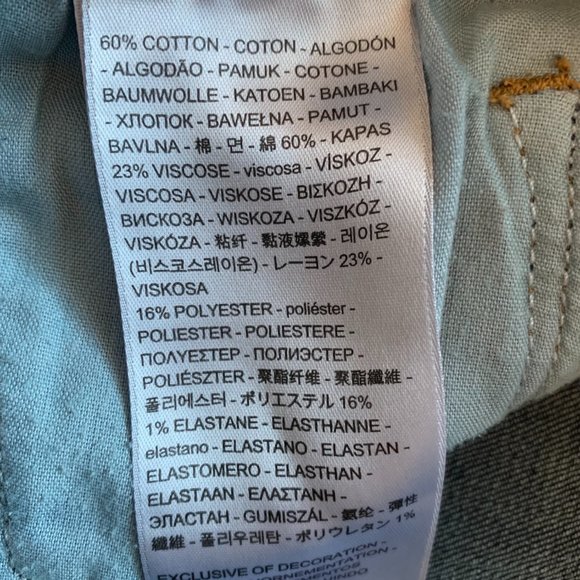 60% COTTON - COTON - ALGODÓN
- ALGODÃO - PAMUK - COTONE -
BAUMWOLLE - KATOEN - BAMBAKI
- ХЛОПОК - BAWEŁNA - PAMUT -
BAVLNA - 棉 - 면 - 綿 60% - KAPAS
23% VISCOSE - viscosa - VÍSKOZ -
VISCOSA - VISKOSE - ΒΙΣΚΟΖΗ -
ВИСКОЗА - WISKOZA - VISZKÓZ -
VISKÓZA - 粘纤 - 黏液嫘縈 - 레이온
(비스코스레이온) - レーヨン 23% -
VISKOSA
16% POLYESTER - poliéster -
POLIESTER - POLIESTERE -
ΠΟΛΥΕΣΤΕΡ - ПОЛИЭСТЕР -
POLIÉSZTER - 聚酯纤维 - 聚酯纖維 -
폴리에스터 - ポリエステル 16%
1% ELASTANE - ELASTHANNE -
elastano - ELASTANO - ELASTAN -
ELASTOMERO - ELASTHAN -
ELASTAAN - ΕΛΑΣΤΑΝΗ -
ЭЛАСТАН - GUMISZÁL - 氨纶 - 彈性
纖維 - 폴리우레탄 - ポリウレタン 1%
EXCLUSIVE OF DECORATION -
ORNEMENTATION -